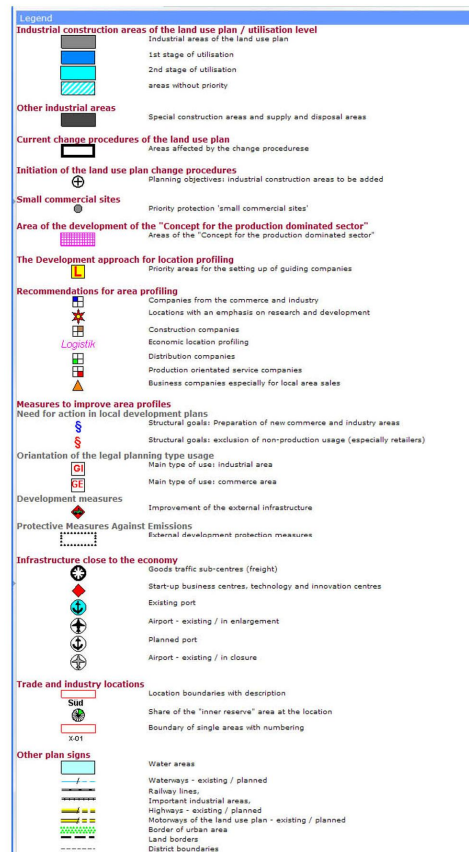 Legend
Industrial construction areas of the land use plan / utilisation level
Industrial areas of the land use plan
1st stage of utilisation
2nd stage of utilisation
areas without priority
Other industrial areas
Special construction areas and supply and disposal areas
Current change procedures of the land use plan
Areas affected by the change procedurese
Initiation of the land use plan change procedures
Planning objectives: industrial construction areas to be added
Small commercial sites
Priority protection 'small commercial sites'
Area of the development of the "Concept for the production dominated sector"
Areas of the "Concept for the production dominated sector"
The Development approach for location profiling
L Priority areas for the setting up of guiding companies
Recommendations for area profiling
Companies from the commerce and industry
Locations with an emphasis on research and development
Construction companies
Logistik Economic location profiling
Distribution companies
Production orientated service companies
Business companies especially for local area sales
Measures to improve area profiles
Need for action in local development plans
§ Structural goals: Preparation of new commerce and industry areas
§ Structural goals: exclusion of non-production usage (especially retailers)
Oriantation of the legal planning type usage
GI Main type of use: industrial area
GE Main type of use: commerce area
Development measures
Improvement of the external infrastructure
Protective Measures Against Emissions
External development protection measures
Infrastructure close to the economy
Goods traffic sub-centres (freight)
Start-up business centres, technology and innovation centres
Existing port
Airport - existing / in enlargement
Planned port
Airport - existing / in closure
Trade and industry locations
Location boundaries with description
Sud
Share of the "inner reserve" area at the location
Boundary of single areas with numbering
X-01
Other plan signs
Water areas
Waterways - existing / planned
Railway lines,
Important industrial areas,
Highways - existing / planned
Motorways of the land use plan - existing / planned
Border of urban area
Land borders
District boundaries